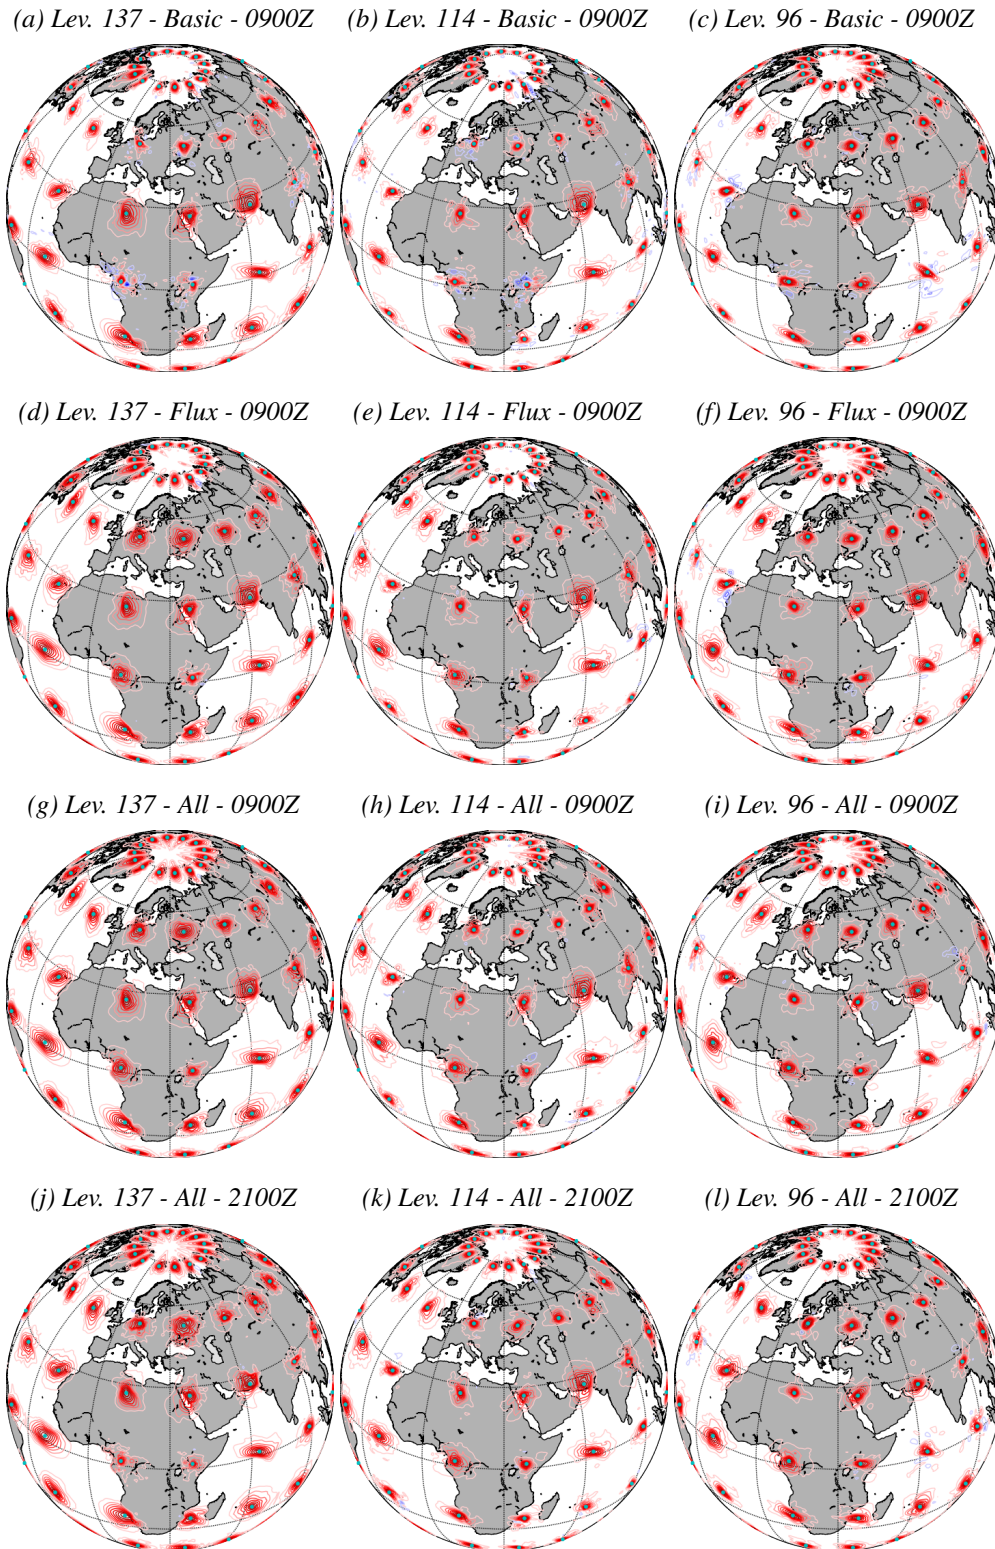 (a) Lev. 137 - Basic - 0900Z
(b) Lev. 114 - Basic - 0900Z
(c) Lev. 96 - Basic - 0900Z
(d) Lev. 137 - Flux - 0900Z
(e) Lev. 114 - Flux - 0900Z
(f) Lev. 96 - Flux - 0900Z
(g) Lev. 137 - All - 0900Z
(h) Lev. 114 - All - 0900Z
(i) Lev. 96 - All - 0900Z
(j) Lev. 137 - All - 2100Z
(k) Lev. 114 - All - 2100Z
(l) Lev. 96 - All - 2100Z